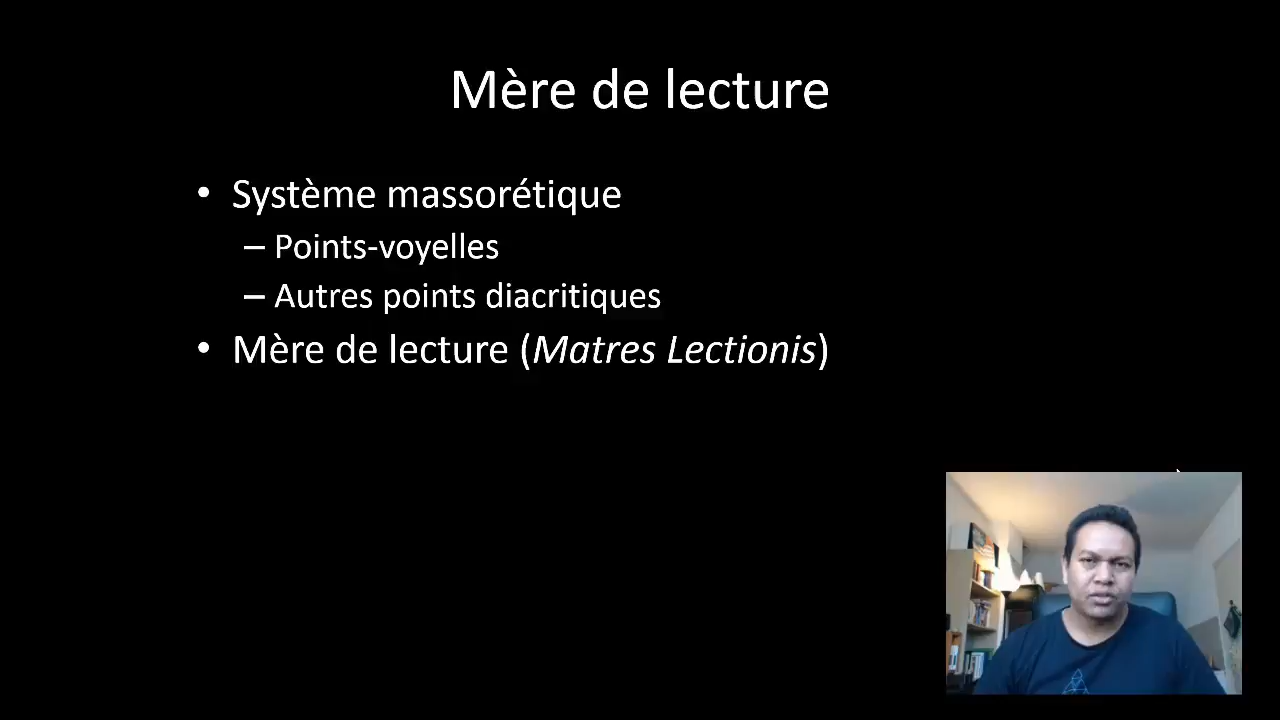 Mère de lecture
• Système massorétique
– Points-voyelles
– Autres points diacritiques
• Mère de lecture (Matres Lectionis)